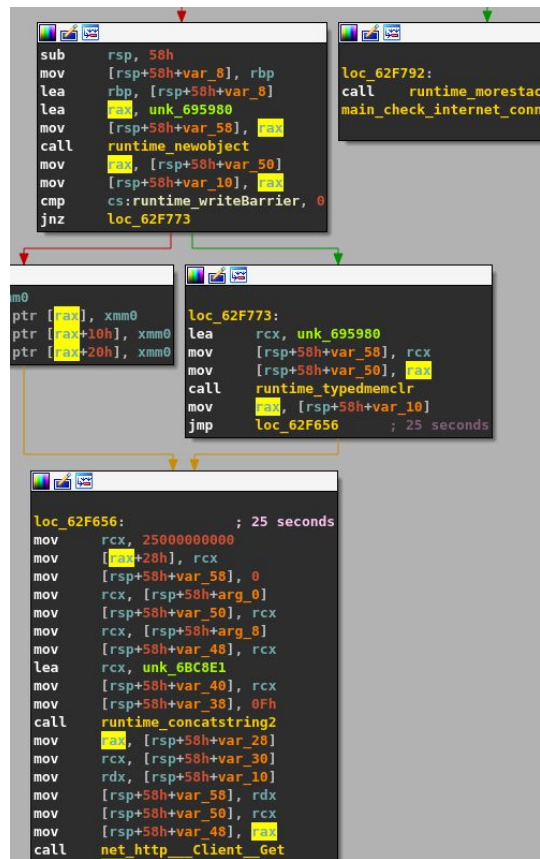 sub rsp, 58h
mov [rsp+58h+var_8], rbp
lea rbp, [rsp+58h+var_8]
lea rax, unk_695980
mov [rsp+58h+var_58], rax
call runtime_newobject
mov rax, [rsp+58h+var_50]
mov [rsp+58h+var_10], rax
cmp cs:runtime_writeBarrier, 0
jnz loc_62F773
loc_62F792:
call runtime_morestac
main_check_internet_conn
mm0
ptr [rax], xmm0
ptr [rax+10h], xmm0
ptr [rax+20h], xmm0
loc_62F773:
lea rcx, unk_695980
mov [rsp+58h+var_58], rcx
mov [rsp+58h+var_50], rax
call runtime_typedmemclr
mov rax, [rsp+58h+var_10]
jmp loc_62F656 ; 25 seconds
loc_62F656: ; 25 seconds
mov rcx, 25000000000
mov [rax+28h], rcx
mov [rsp+58h+var_58], 0
mov rcx, [rsp+58h+arg_0]
mov [rsp+58h+var_50], rcx
mov rcx, [rsp+58h+arg_8]
mov [rsp+58h+var_48], rcx
lea rcx, unk_6BC8E1
mov [rsp+58h+var_40], rcx
mov [rsp+58h+var_38], 0Fh
call runtime_concatstring2
mov rax, [rsp+58h+var_28]
mov rcx, [rsp+58h+var_30]
mov rdx, [rsp+58h+var_10]
mov [rsp+58h+var_58], rdx
mov [rsp+58h+var_50], rcx
mov [rsp+58h+var_48], rax
call net_http___Client__Get